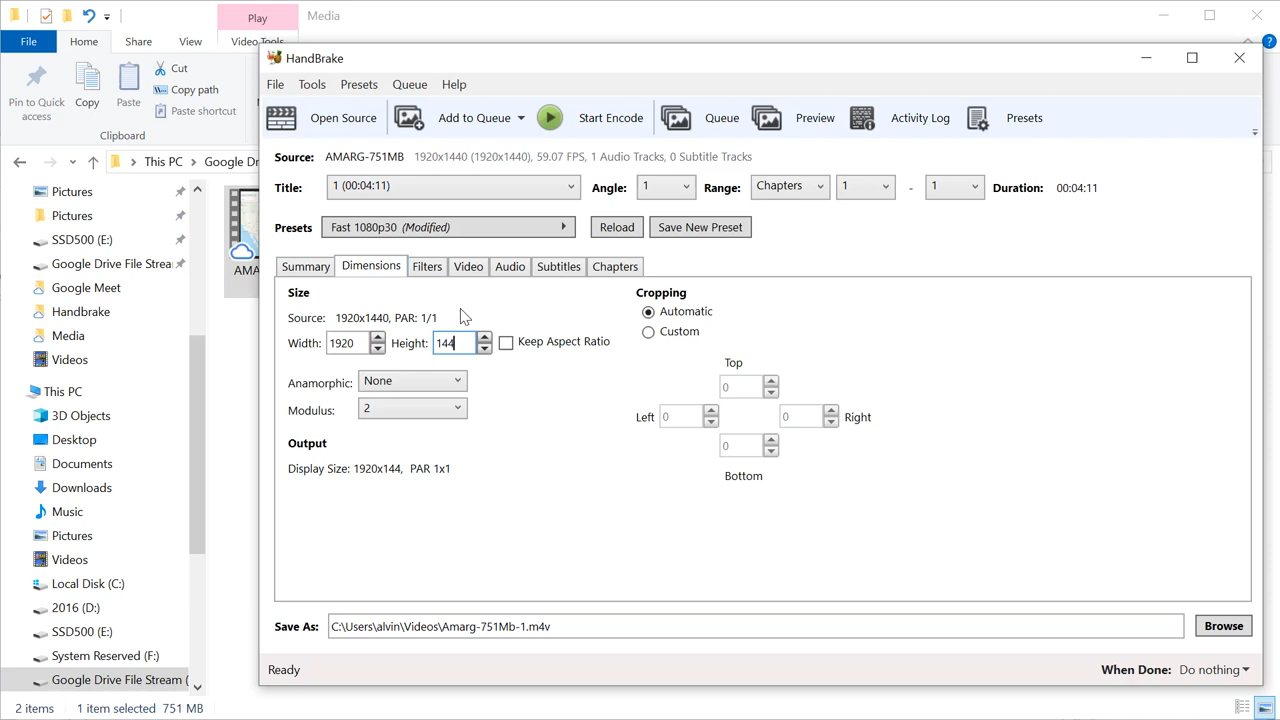 Play
Media
File
Home
Share
View
Video Tools
Pin to Quick access
Copy
Paste
Cut
Copy path
Paste shortcut
Clipboard
This PC
Google Dr
Pictures
Pictures
SSD500 (E:)
Google Drive File Strea
Google Meet
Handbrake
Media
Videos
This PC
3D Objects
Desktop
Documents
Downloads
Music
Pictures
Videos
Local Disk (C:)
2016 (D:)
SSD500 (E:)
System Reserved (F:)
Google Drive File Stream (
2 items 1 item selected 751 MB
AMA
HandBrake
File Tools Presets Queue Help
Open Source Add to Queue Start Encode Queue Preview Activity Log Presets
Source: AMARG-751MB 1920x1440 (1920x1440), 59.07 FPS, 1 Audio Tracks, 0 Subtitle Tracks
Title: 1 (00:04:11) Angle: 1 Range: Chapters 1 - 1 Duration: 00:04:11
Presets Fast 1080p30 (Modified) Reload Save New Preset
Summary Dimensions Filters Video Audio Subtitles Chapters
Size
Source: 1920x1440, PAR: 1/1
Width: 1920 Height: 144 Keep Aspect Ratio
Anamorphic: None
Modulus: 2
Output
Display Size: 1920x144, PAR 1x1
Cropping
Automatic
Custom
Top
0
Left 0 0 Right
0
Bottom
Save As: C:\Users\alvin\Videos\Amarg-751Mb-1.m4v Browse
Ready When Done: Do nothing